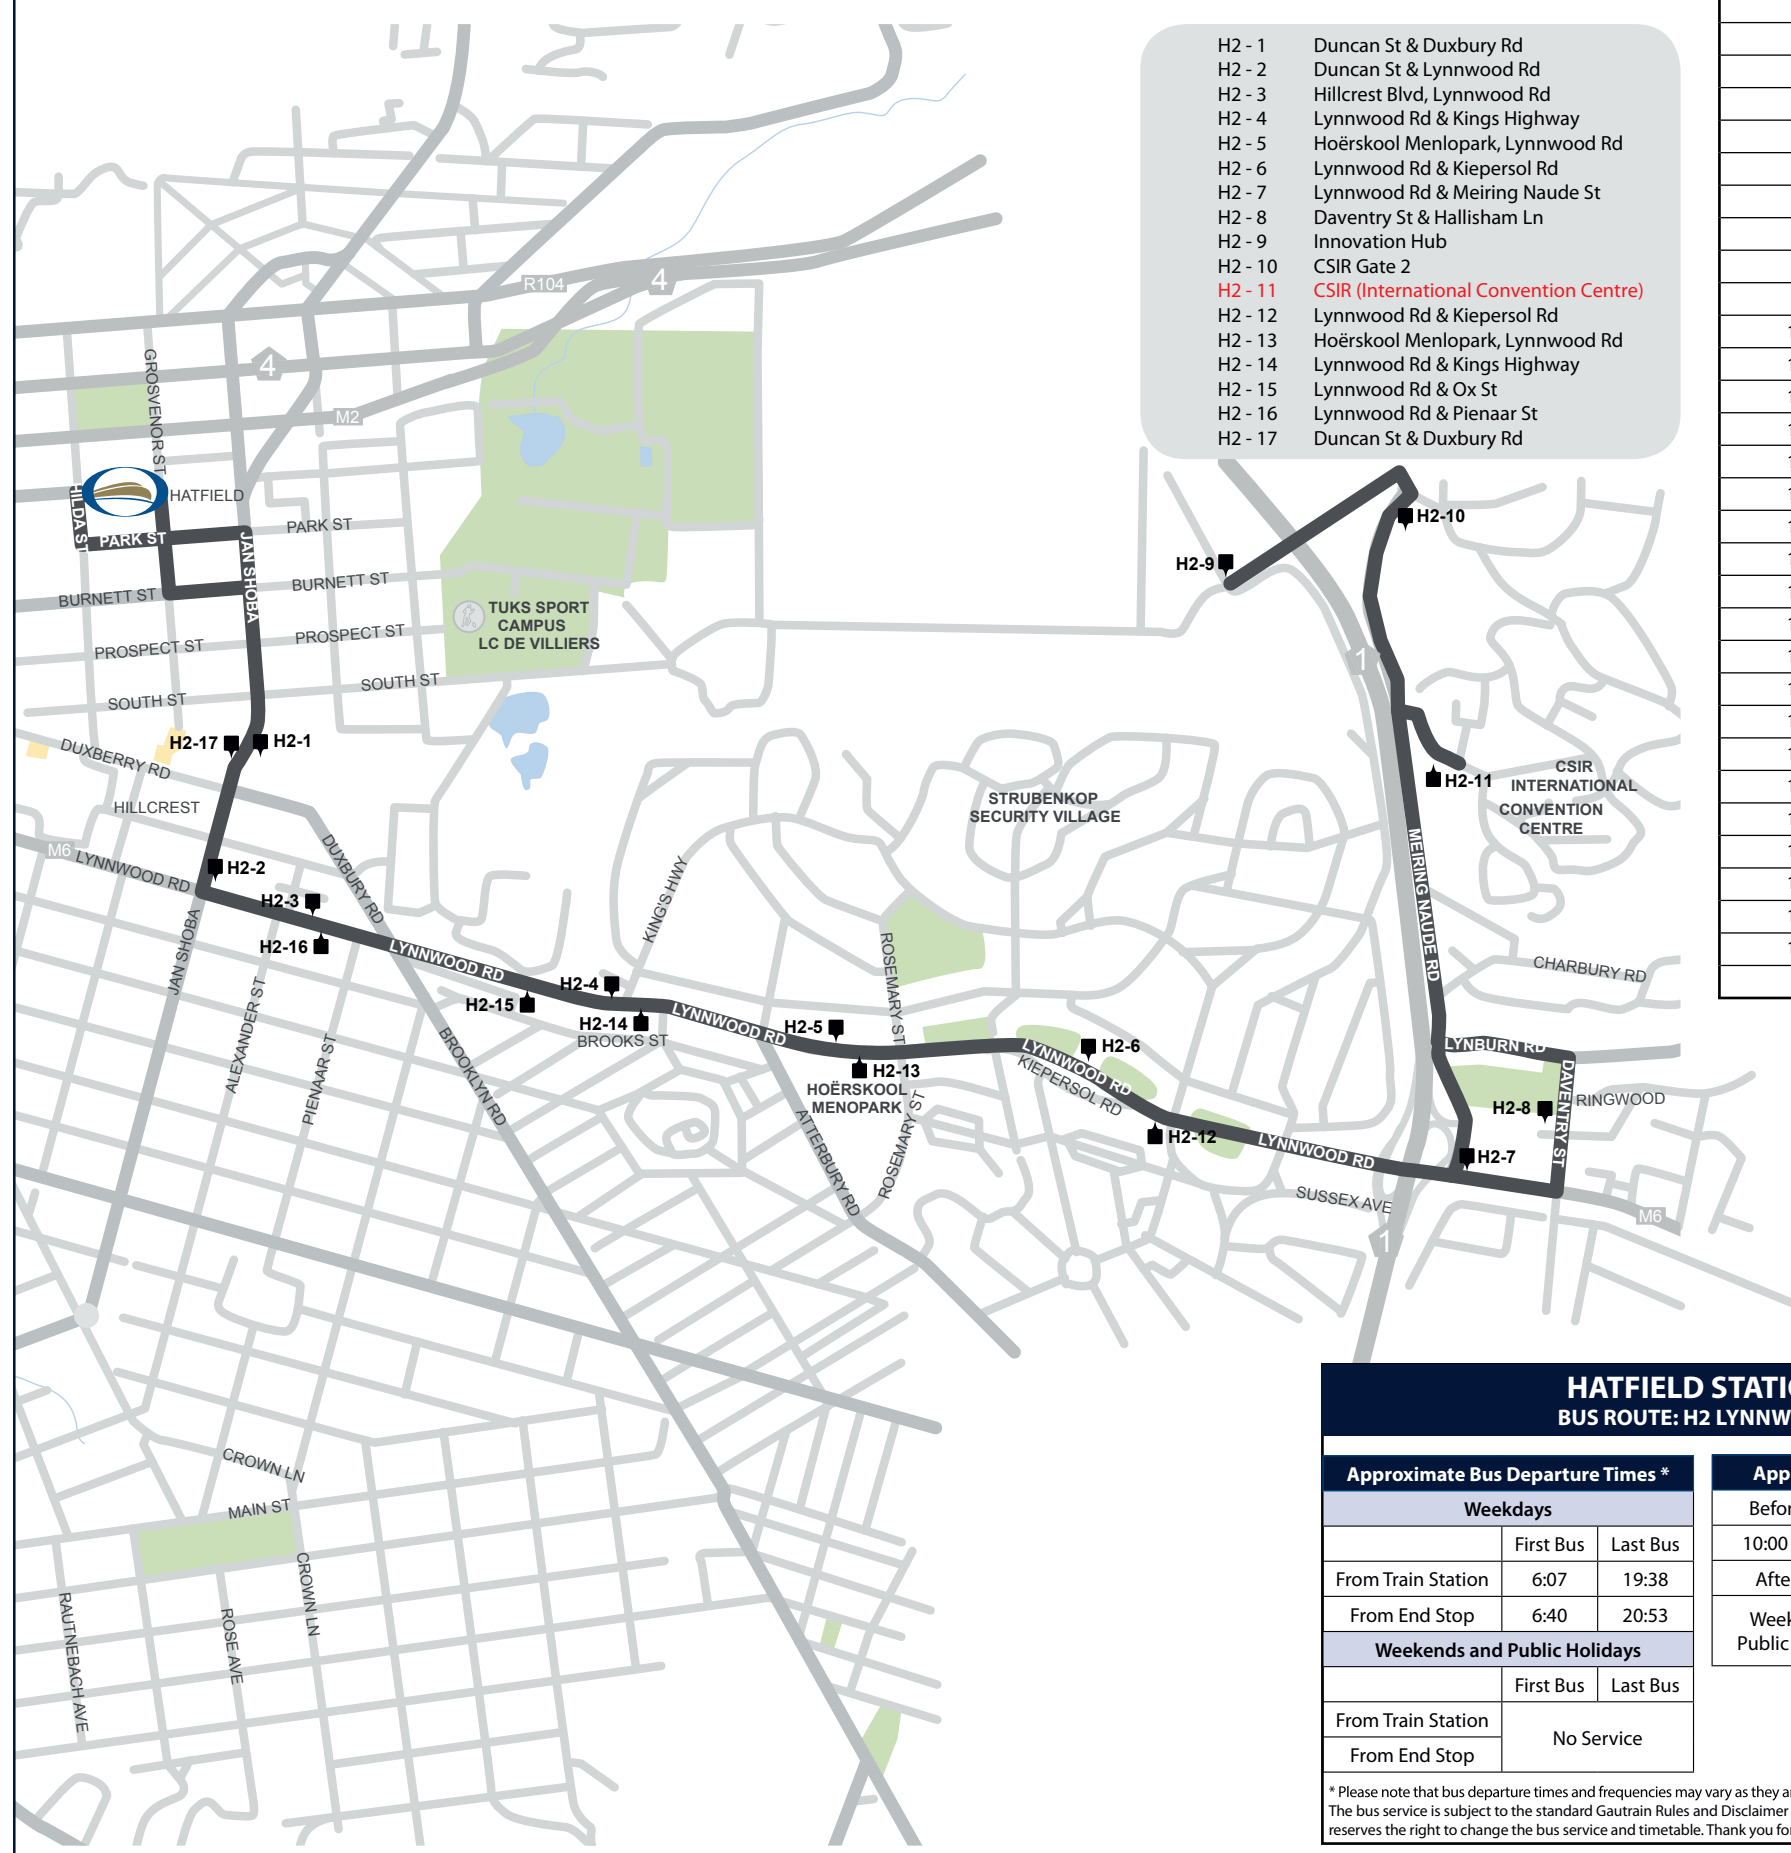 H2 - 1 Duncan St & Duxbury Rd
H2 - 2 Duncan St & Lynnwood Rd
H2 - 3 Hillcrest Blvd, Lynnwood Rd
H2 - 4 Lynnwood Rd & Kings Highway
H2 - 5 Hoërskool Menlopark, Lynnwood Rd
H2 - 6 Lynnwood Rd & Kiepersol Rd
H2 - 7 Lynnwood Rd & Meiring Naude St
H2 - 8 Daventry St & Hallisham Ln
H2 - 9 Innovation Hub
H2 - 10 CSIR Gate 2
H2 - 11 CSIR (International Convention Centre)
H2 - 12 Lynnwood Rd & Kiepersol Rd
H2 - 13 Hoërskool Menlopark, Lynnwood Rd
H2 - 14 Lynnwood Rd & Kings Highway
H2 - 15 Lynnwood Rd & Ox St
H2 - 16 Lynnwood Rd & Pienaar St
H2 - 17 Duncan St & Duxbury Rd
R104
4
4
M2
GROSVENOR ST
HATFIELD
HILDA ST
PARK ST
PARK ST
JAN SHOBA
BURNETT ST
BURNETT ST
PROSPECT ST
PROSPECT ST
SOUTH ST
SOUTH ST
TUKS SPORT
CAMPUS
LC DE VILLIERS
H2-9
H2-10
1
H2-17
H2-1
DUXBERRY RD
HILLCREST
H2-11
CSIR
INTERNATIONAL
CONVENTION
CENTRE
STRUBENKOP
SECURITY VILLAGE
M6
LYNNWOOD RD
H2-2
DUXBURY RD
H2-3
H2-16
KING'S HWY
MEIRING NAUDE RD
JAN SHOBA
LYNNWOOD RD
ROSEMARY ST
CHARBURY RD
ALEXANDER ST
H2-15
H2-4
H2-14
BROOKS ST
LYNNWOOD RD
H2-5
H2-13
HOËRSKOOL
MENOPARK
H2-6
LYNNWOOD RD
KIEPERSOL RD
LYNBURN RD
DAVENTRY ST
RINGWOOD
H2-8
PIENAAR ST
BROOKLYN RD
ATTERBURY RD
ROSEMARY ST
H2-12
LYNNWOOD RD
H2-7
SUSSEX AVE
M6
1
CROWN LN
MAIN ST
CROWN LN
RAUTNEBACH AVE
ROSE AVE
HATFIELD STATI
BUS ROUTE: H2 LYNNW
Approximate Bus Departure Times *
Weekdays
First Bus Last Bus
From Train Station 6:07 19:38
From End Stop 6:40 20:53
Weekends and Public Holidays
First Bus Last Bus
From Train Station
No Service
From End Stop
App
Befor
10:00
Afte
Week
Public
* Please note that bus departure times and frequencies may vary as they a
The bus service is subject to the standard Gautrain Rules and Disclaimer
reserves the right to change the bus service and timetable. Thank you for